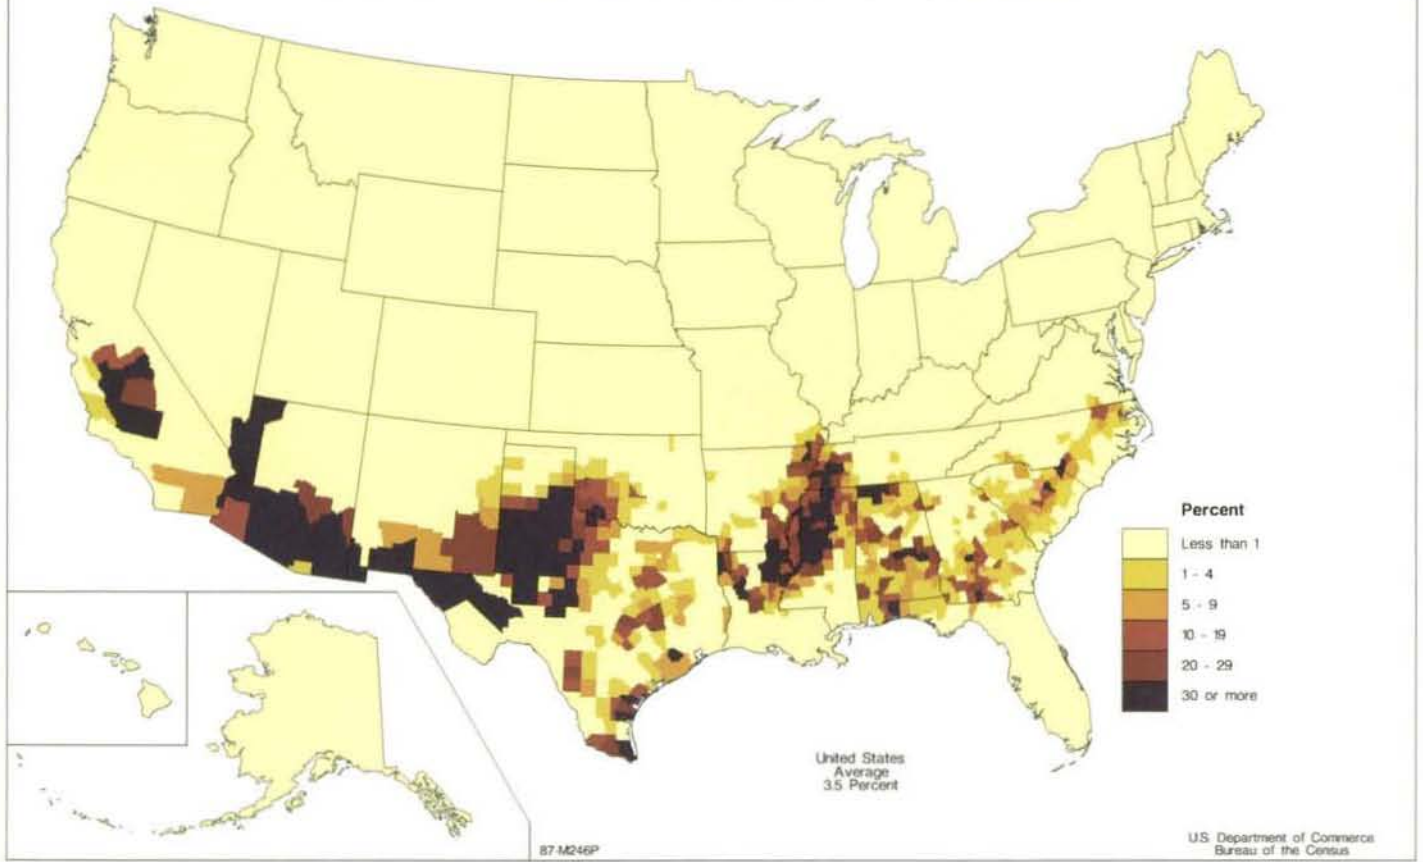 Percent
Less than 1
1 - 4
5 - 9
10 - 19
20 - 29
30 or more
United States
Average
3.5 Percent
87-M246P
U.S. Department of Commerce
Bureau of the Census